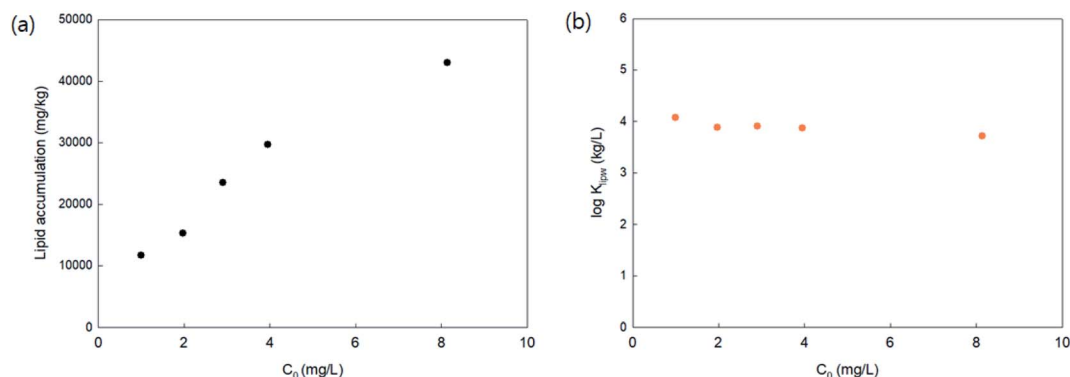 (a)
Lipid accumulation (mg/kg)
50000
40000
30000
20000
10000
0
0 2 4 6 8 10
C₀ (mg/L)
(b)
log Klipw (kg/L)
6
5
4
3
2
1
0
0 2 4 6 8 10
C₀ (mg/L)